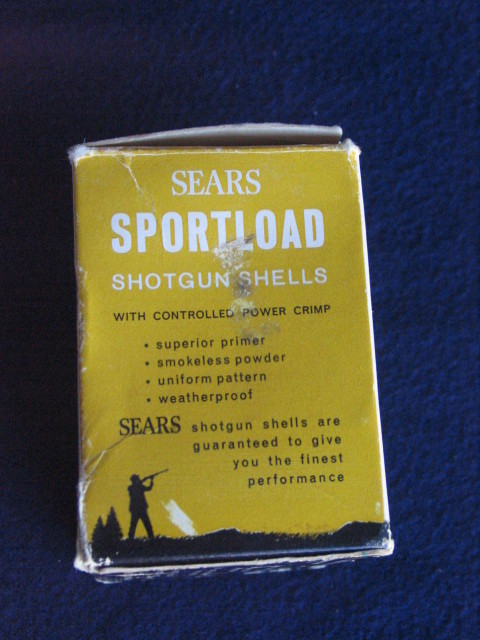 SEARS
SPORTLOAD
SHOTGUN SHELLS
WITH CONTROLLED POWER CRIMP
• superior primer
• smokeless powder
• uniform pattern
• weatherproof
SEARS shotgun shells are
guaranteed to give
you the finest
performance